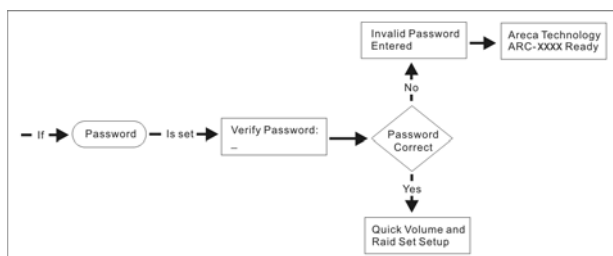 Invalid Password
Entered
Areca Technology
ARC-XXXX Ready
No
If
Password
Is set
Verify Password:
_
Password
Correct
Yes
Quick Volume and
Raid Set Setup